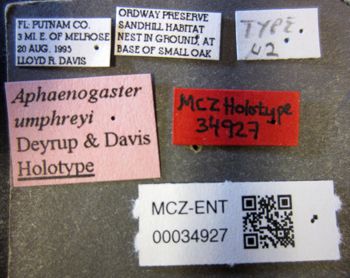 FL: PUTNAM CO.
3 MI. E. OF MELROSE
20 AUG. 1995
LLOYD R. DAVIS
ORDWAY PRESERVE
SANDHILL HABITAT
NEST IN GROUND, AT
BASE OF SMALL OAK
TYPE
42
Aphaenogaster
umphreyi
Deyrup & Davis
Holotype
MCZ Holotype
34927
MCZ-ENT
00034927